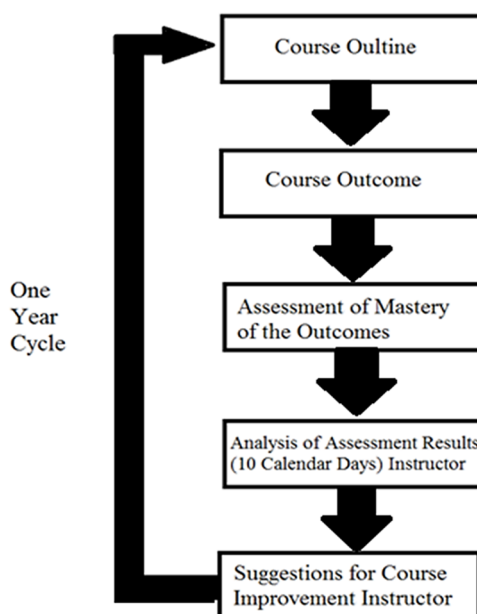 Course Oultine
Course Outcome
One
Year
Cycle
Assessment of Mastery
of the Outcomes
Analysis of Assessment Results
(10 Calendar Days) Instructor
Suggestions for Course
Improvement Instructor